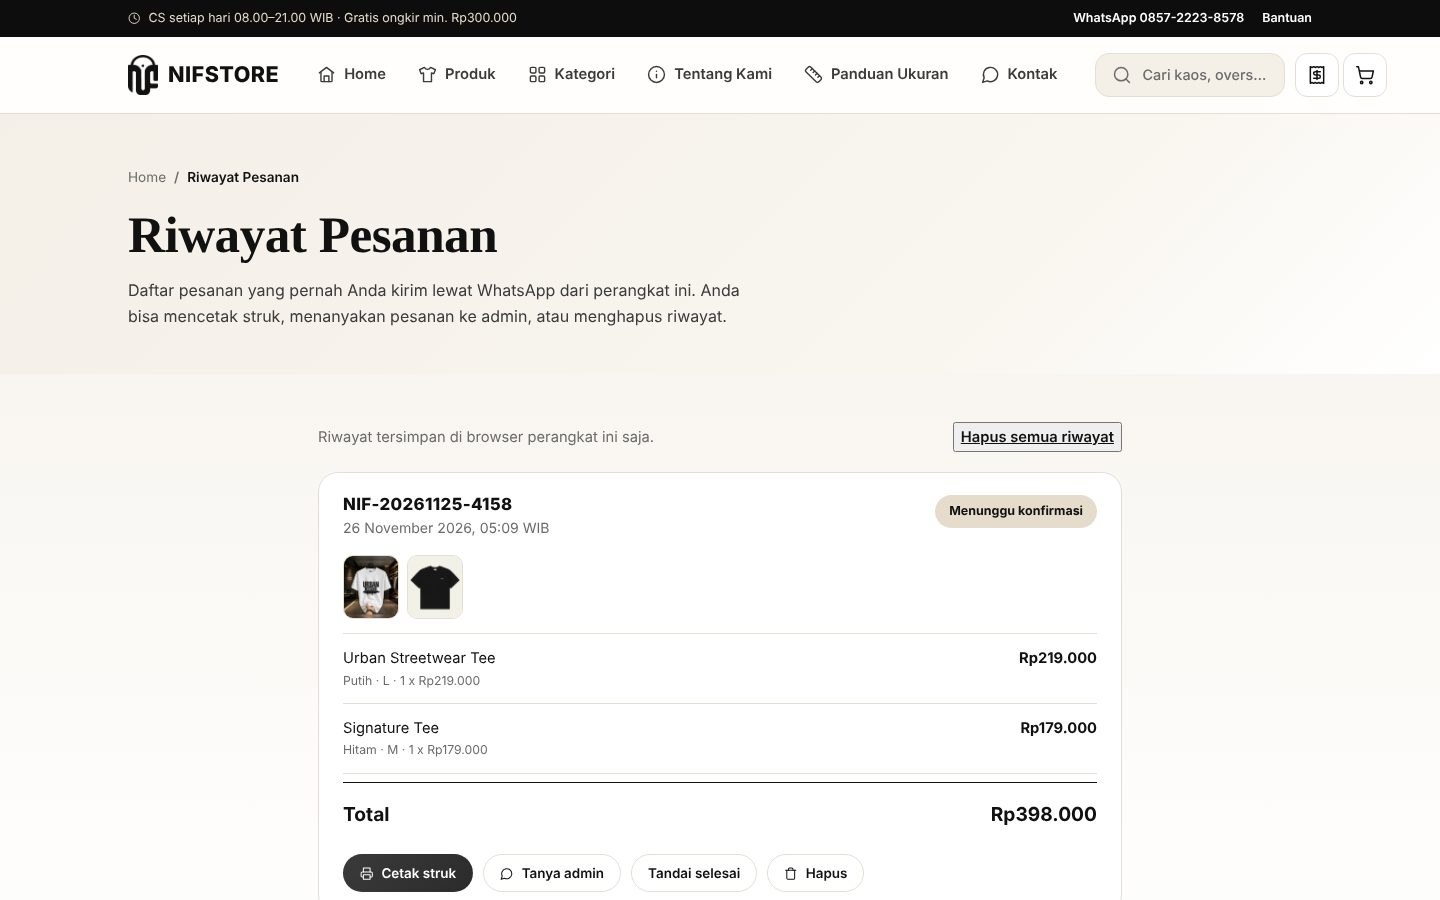 CS setiap hari 08.00–21.00 WIB · Gratis ongkir min. Rp300.000
WhatsApp 0857-2223-8578
Bantuan
NIFSTORE
Home
Produk
Kategori
Tentang Kami
Panduan Ukuran
Kontak
Cari kaos, overs...
Home / Riwayat Pesanan
Riwayat Pesanan
Daftar pesanan yang pernah Anda kirim lewat WhatsApp dari perangkat ini. Anda
bisa mencetak struk, menanyakan pesanan ke admin, atau menghapus riwayat.
Riwayat tersimpan di browser perangkat ini saja.
Hapus semua riwayat
NIF-20261125-4158
Menunggu konfirmasi
26 November 2026, 05:09 WIB
URBAN
Urban Streetwear Tee
Rp219.000
Putih · L · 1 x Rp219.000
Signature Tee
Rp179.000
Hitam · M · 1 x Rp179.000
Total
Rp398.000
Cetak struk
Tanya admin
Tandai selesai
Hapus